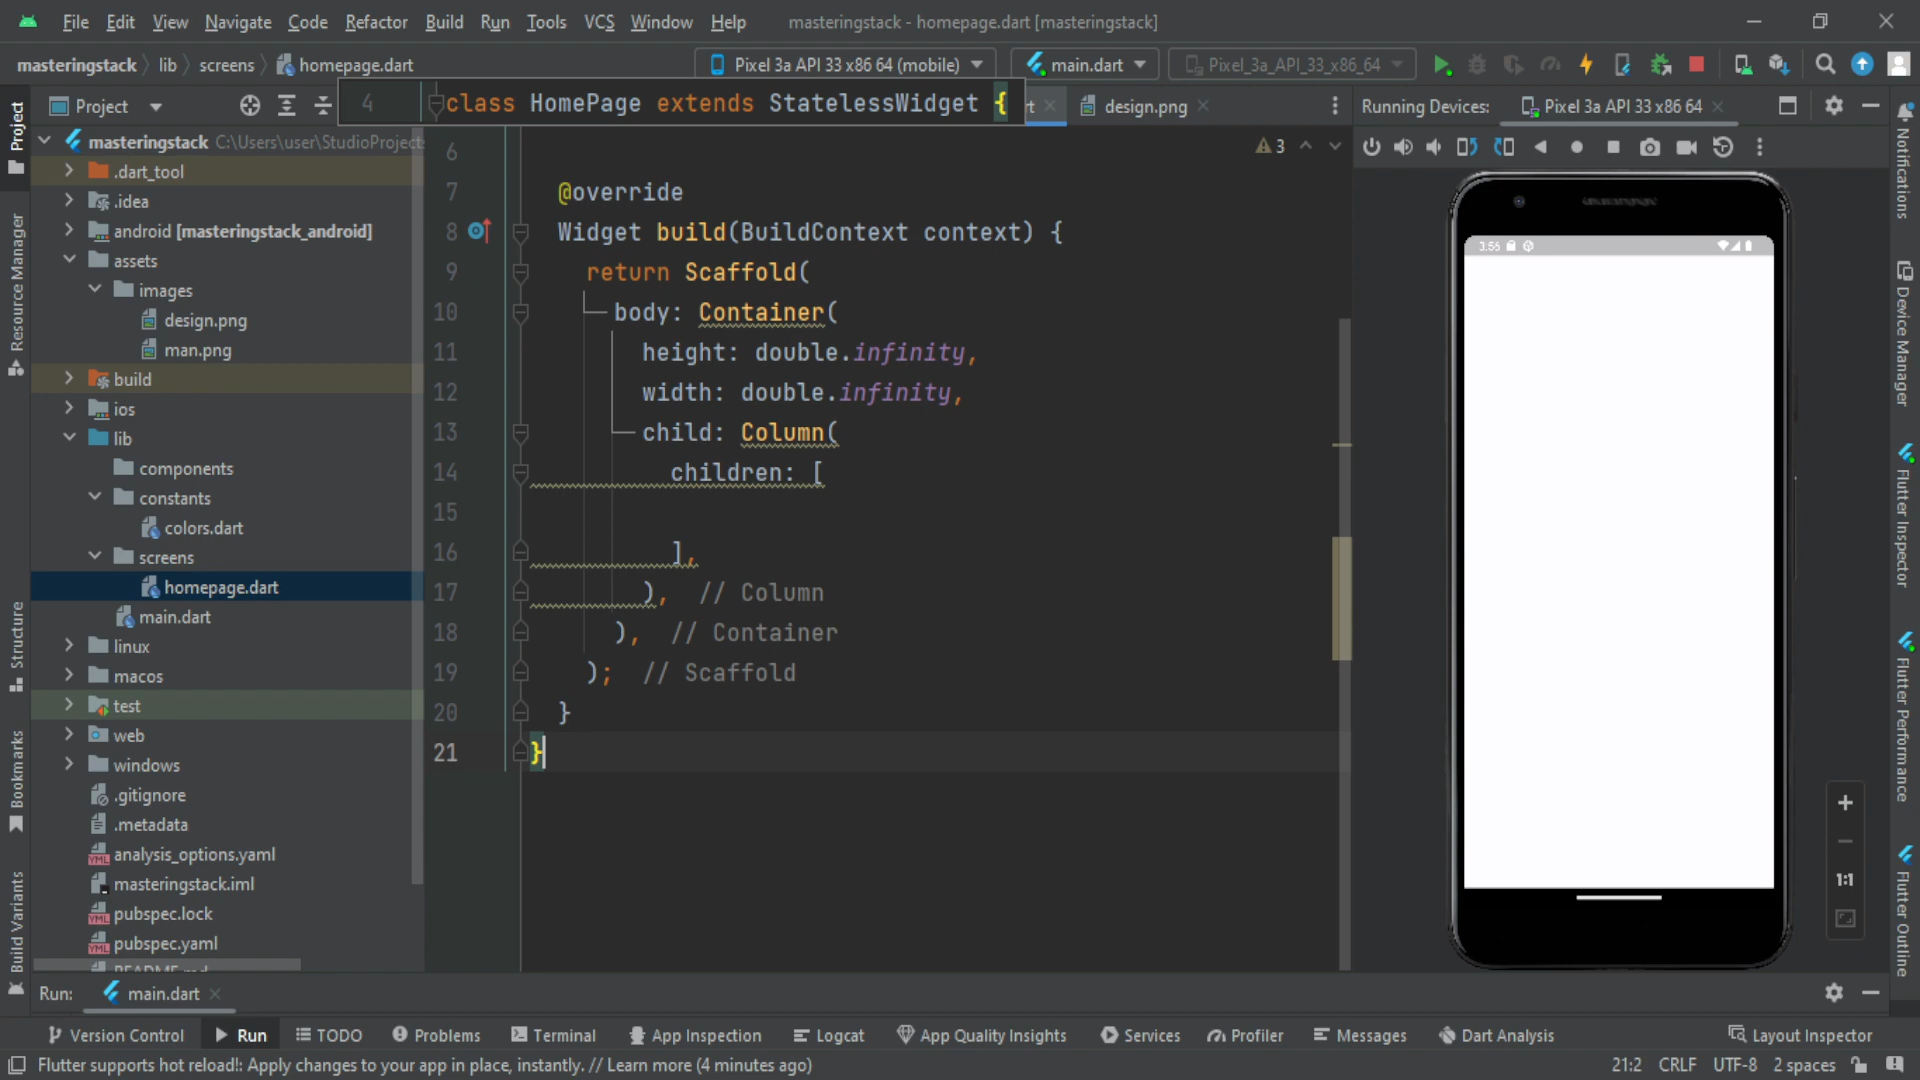 File Edit View Navigate Code Refactor Build Run Tools VCS Window Help masteringstack - homepage.dart [masteringstack]
masteringstack lib screens homepage.dart Pixel 3a API 33 x86 64 (mobile) main.dart Pixel_3a_API_33_x86_64
Project 4 class HomePage extends StatelessWidget { design.png Running Devices: Pixel 3a API 33 x86 64
masteringstack C:\Users\user\StudioProject
.dart_tool
.idea
android [masteringstack_android]
assets
images
design.png
man.png
build
ios
lib
components
constants
colors.dart
screens
homepage.dart
main.dart
linux
macos
test
web
windows
.gitignore
.metadata
analysis_options.yaml
masteringstack.iml
pubspec.lock
pubspec.yaml
README.md
6
7 @override
8 Widget build(BuildContext context) {
9 return Scaffold(
10 body: Container(
11 height: double.infinity,
12 width: double.infinity,
13 child: Column(
14 children: [
15
16 ],
17 ), // Column
18 ), // Container
19 ); // Scaffold
20 }
21 }
3
3:56
1:1
Project
Resource Manager
Structure
Bookmarks
Build Variants
Notifications
Device Manager
Flutter Inspector
Flutter Performance
Flutter Outline
Run: main.dart
Version Control Run TODO Problems Terminal App Inspection Logcat App Quality Insights Services Profiler Messages Dart Analysis Layout Inspector
Flutter supports hot reload!: Apply changes to your app in place, instantly. // Learn more (4 minutes ago) 21:2 CRLF UTF-8 2 spaces